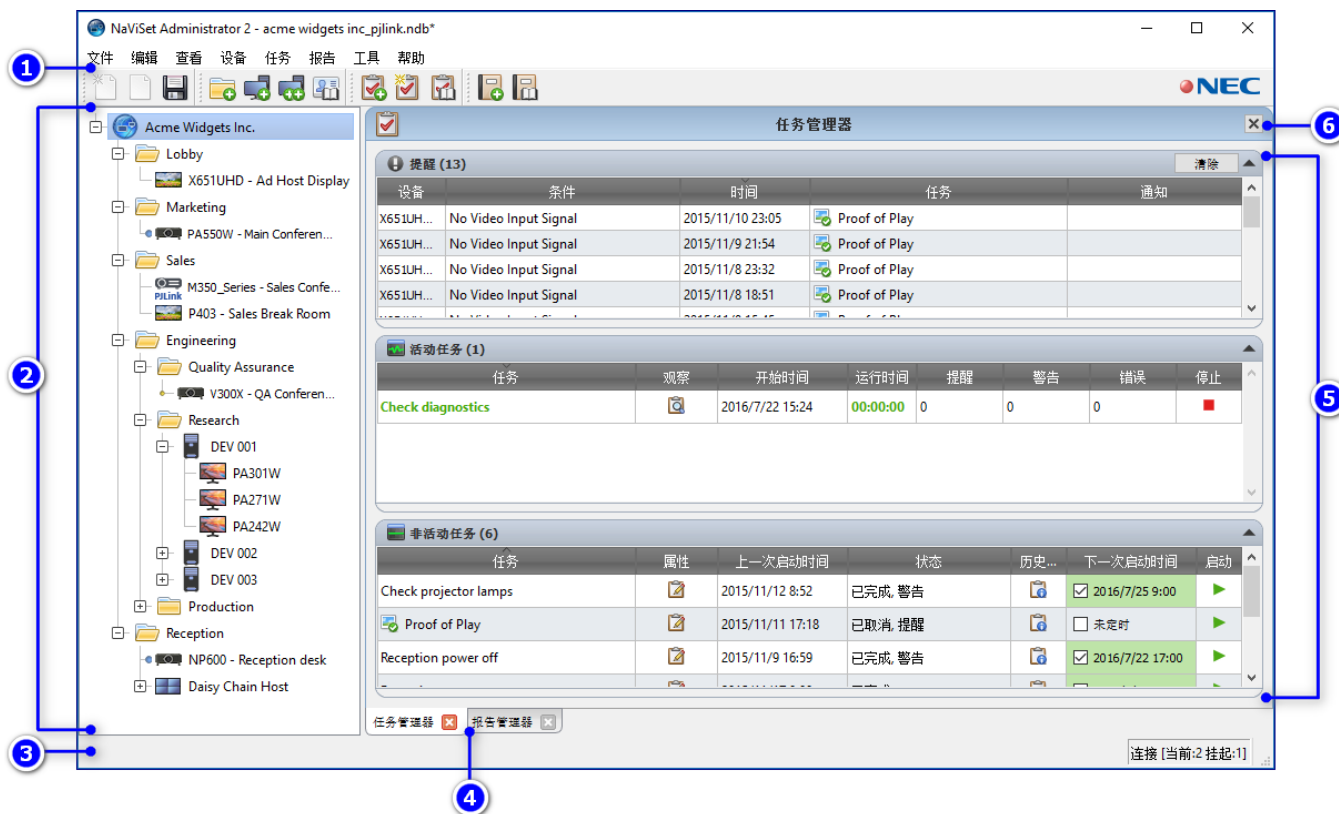 NaViSet Administrator 2 - acme widgets inc_pjlink.ndb*
文件 编辑 查看 设备 任务 报告 工具 帮助
1
NEC
2
Acme Widgets Inc.
Lobby
X651UHD - Ad Host Display
Marketing
PA550W - Main Conferen...
Sales
PJLink
M350_Series - Sales Confe...
P403 - Sales Break Room
Engineering
Quality Assurance
V300X - QA Conferen...
Research
DEV 001
PA301W
PA271W
PA242W
DEV 002
DEV 003
Production
Reception
NP600 - Reception desk
Daisy Chain Host
任务管理器
6
提醒 (13) 清除
设备 条件 时间 任务 通知
X651UH... No Video Input Signal 2015/11/10 23:05 Proof of Play
X651UH... No Video Input Signal 2015/11/9 21:54 Proof of Play
X651UH... No Video Input Signal 2015/11/8 23:32 Proof of Play
X651UH... No Video Input Signal 2015/11/8 18:51 Proof of Play
活动任务 (1)
任务 观察 开始时间 运行时间 提醒 警告 错误 停止
Check diagnostics 2016/7/22 15:24 00:00:00 0 0 0
5
非活动任务 (6)
任务 属性 上一次启动时间 状态 历史... 下一次启动时间 启动
Check projector lamps 2015/11/12 8:52 已完成, 警告 2016/7/25 9:00
Proof of Play 2015/11/11 17:18 已取消, 提醒 未定时
Reception power off 2015/11/9 16:59 已完成, 警告 2016/7/22 17:00
任务管理器 报告管理器
3
连接 [当前:2 挂起:1]
4